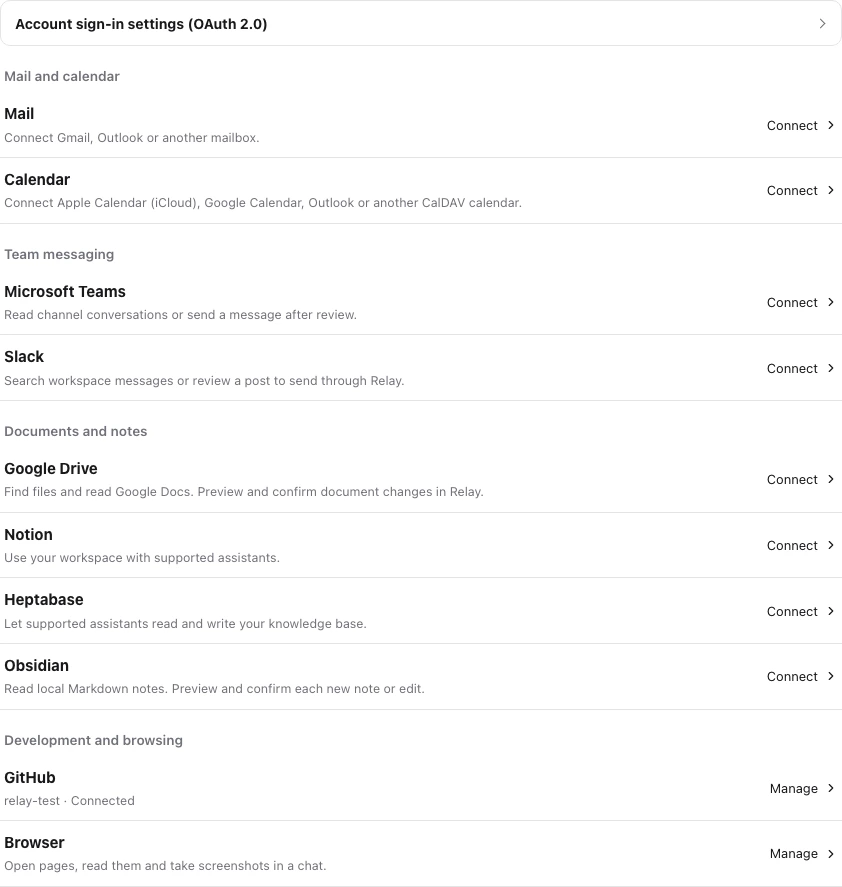 Account sign-in settings (OAuth 2.0)
Mail and calendar
Mail
Connect Gmail, Outlook or another mailbox.
Connect
Calendar
Connect Apple Calendar (iCloud), Google Calendar, Outlook or another CalDAV calendar.
Connect
Team messaging
Microsoft Teams
Read channel conversations or send a message after review.
Connect
Slack
Search workspace messages or review a post to send through Relay.
Connect
Documents and notes
Google Drive
Find files and read Google Docs. Preview and confirm document changes in Relay.
Connect
Notion
Use your workspace with supported assistants.
Connect
Heptabase
Let supported assistants read and write your knowledge base.
Connect
Obsidian
Read local Markdown notes. Preview and confirm each new note or edit.
Connect
Development and browsing
GitHub
relay-test · Connected
Manage
Browser
Open pages, read them and take screenshots in a chat.
Manage